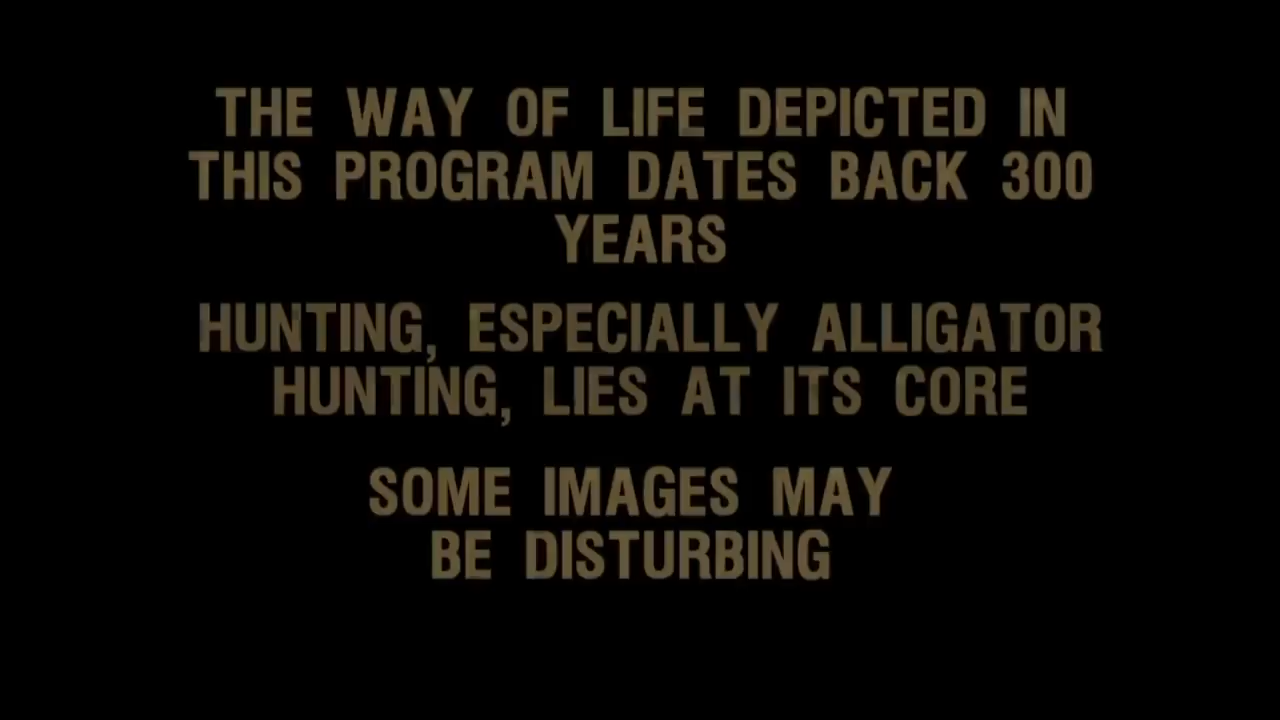 THE WAY OF LIFE DEPICTED IN
THIS PROGRAM DATES BACK 300
YEARS
HUNTING, ESPECIALLY ALLIGATOR
HUNTING, LIES AT ITS CORE
SOME IMAGES MAY
BE DISTURBING